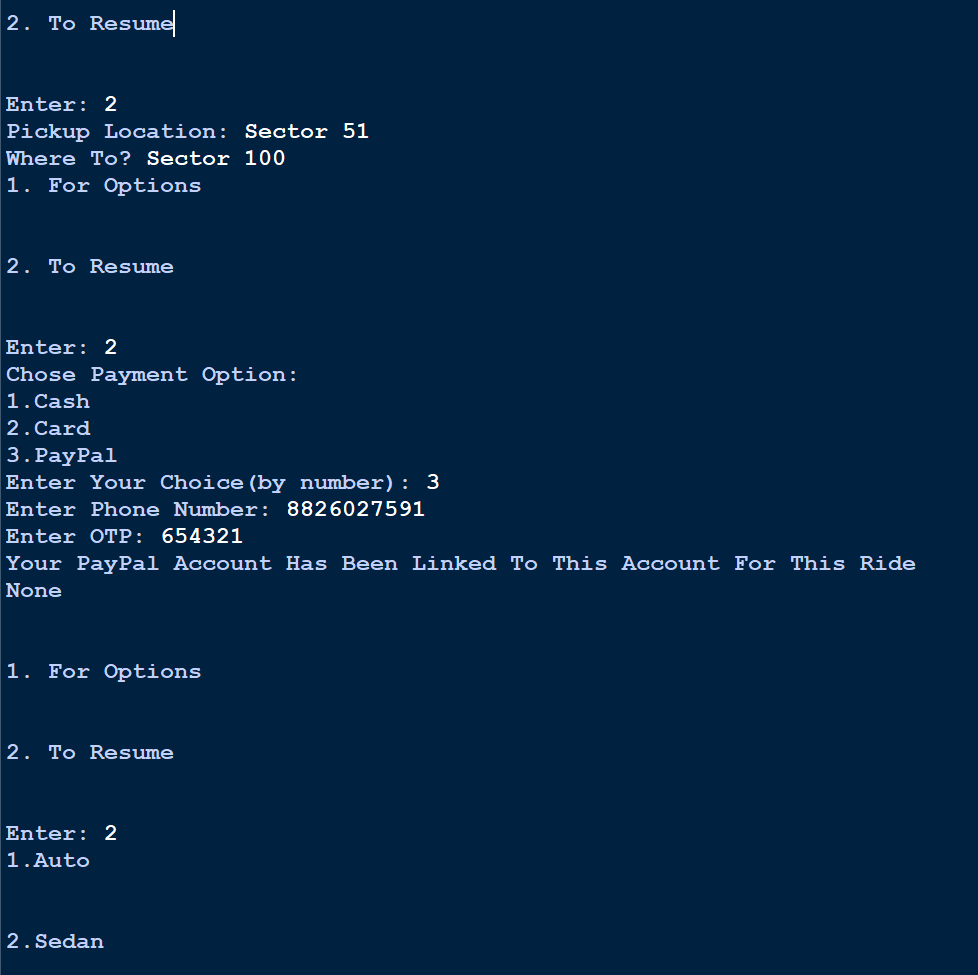 2. To Resume
Enter: 2
Pickup Location: Sector 51
Where To? Sector 100
1. For Options
2. To Resume
Enter: 2
Chose Payment Option:
1.Cash
2.Card
3.PayPal
Enter Your Choice(by number): 3
Enter Phone Number: 8826027591
Enter OTP: 654321
Your PayPal Account Has Been Linked To This Account For This Ride
None
1. For Options
2. To Resume
Enter: 2
1.Auto
2.Sedan